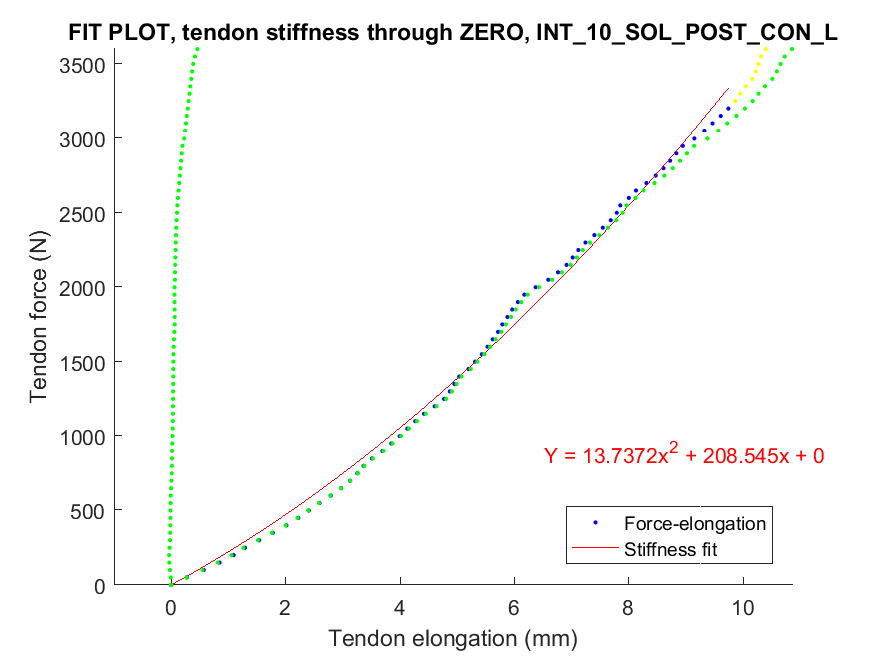 FIT PLOT, tendon stiffness through ZERO, INT_10_SOL_POST_CON_L
3500
3000
2500
2000
1500
1000
500
0
Tendon force (N)
Y = 13.7372x² + 208.545x + 0
Force-elongation
Stiffness fit
0 2 4 6 8 10
Tendon elongation (mm)